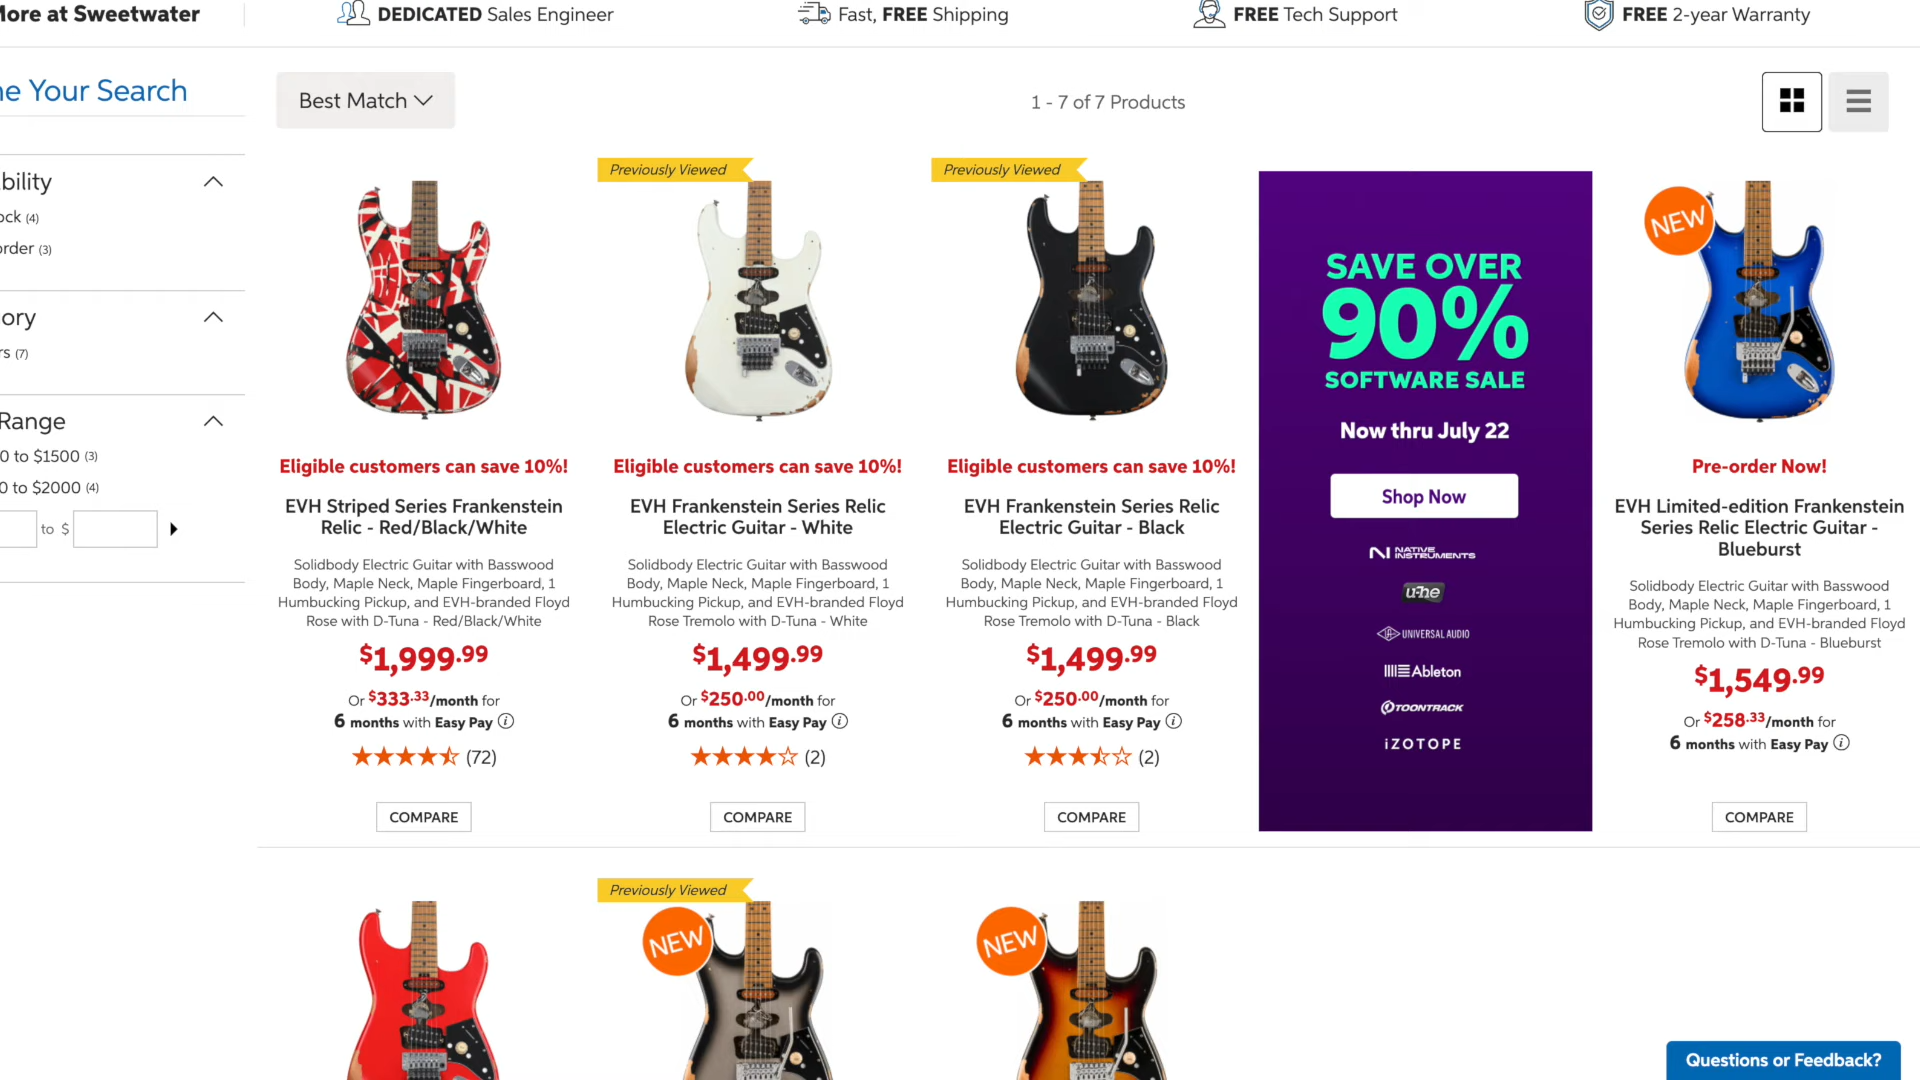 More at Sweetwater
DEDICATED Sales Engineer
Fast, FREE Shipping
FREE Tech Support
FREE 2-year Warranty
ne Your Search
Best Match
1 - 7 of 7 Products
bility
ock (4)
order (3)
ory
rs (7)
Range
0 to $1500 (3)
0 to $2000 (4)
to $
Eligible customers can save 10%!
EVH Striped Series Frankenstein
Relic - Red/Black/White
Solidbody Electric Guitar with Basswood
Body, Maple Neck, Maple Fingerboard, 1
Humbucking Pickup, and EVH-branded Floyd
Rose with D-Tuna - Red/Black/White
$1,999.99
Or $333.33/month for
6 months with Easy Pay
(72)
COMPARE
Previously Viewed
Eligible customers can save 10%!
EVH Frankenstein Series Relic
Electric Guitar - White
Solidbody Electric Guitar with Basswood
Body, Maple Neck, Maple Fingerboard, 1
Humbucking Pickup, and EVH-branded Floyd
Rose Tremolo with D-Tuna - White
$1,499.99
Or $250.00/month for
6 months with Easy Pay
(2)
COMPARE
Previously Viewed
Eligible customers can save 10%!
EVH Frankenstein Series Relic
Electric Guitar - Black
Solidbody Electric Guitar with Basswood
Body, Maple Neck, Maple Fingerboard, 1
Humbucking Pickup, and EVH-branded Floyd
Rose Tremolo with D-Tuna - Black
$1,499.99
Or $250.00/month for
6 months with Easy Pay
(2)
COMPARE
SAVE OVER
90%
SOFTWARE SALE
Now thru July 22
Shop Now
NATIVE
INSTRUMENTS
u-he
UNIVERSAL AUDIO
Ableton
TOONTRACK
iZOTOPE
NEW
Pre-order Now!
EVH Limited-edition Frankenstein
Series Relic Electric Guitar -
Blueburst
Solidbody Electric Guitar with Basswood
Body, Maple Neck, Maple Fingerboard, 1
Humbucking Pickup, and EVH-branded Floyd
Rose Tremolo with D-Tuna - Blueburst
$1,549.99
Or $258.33/month for
6 months with Easy Pay
COMPARE
Previously Viewed
NEW
NEW
Questions or Feedback?